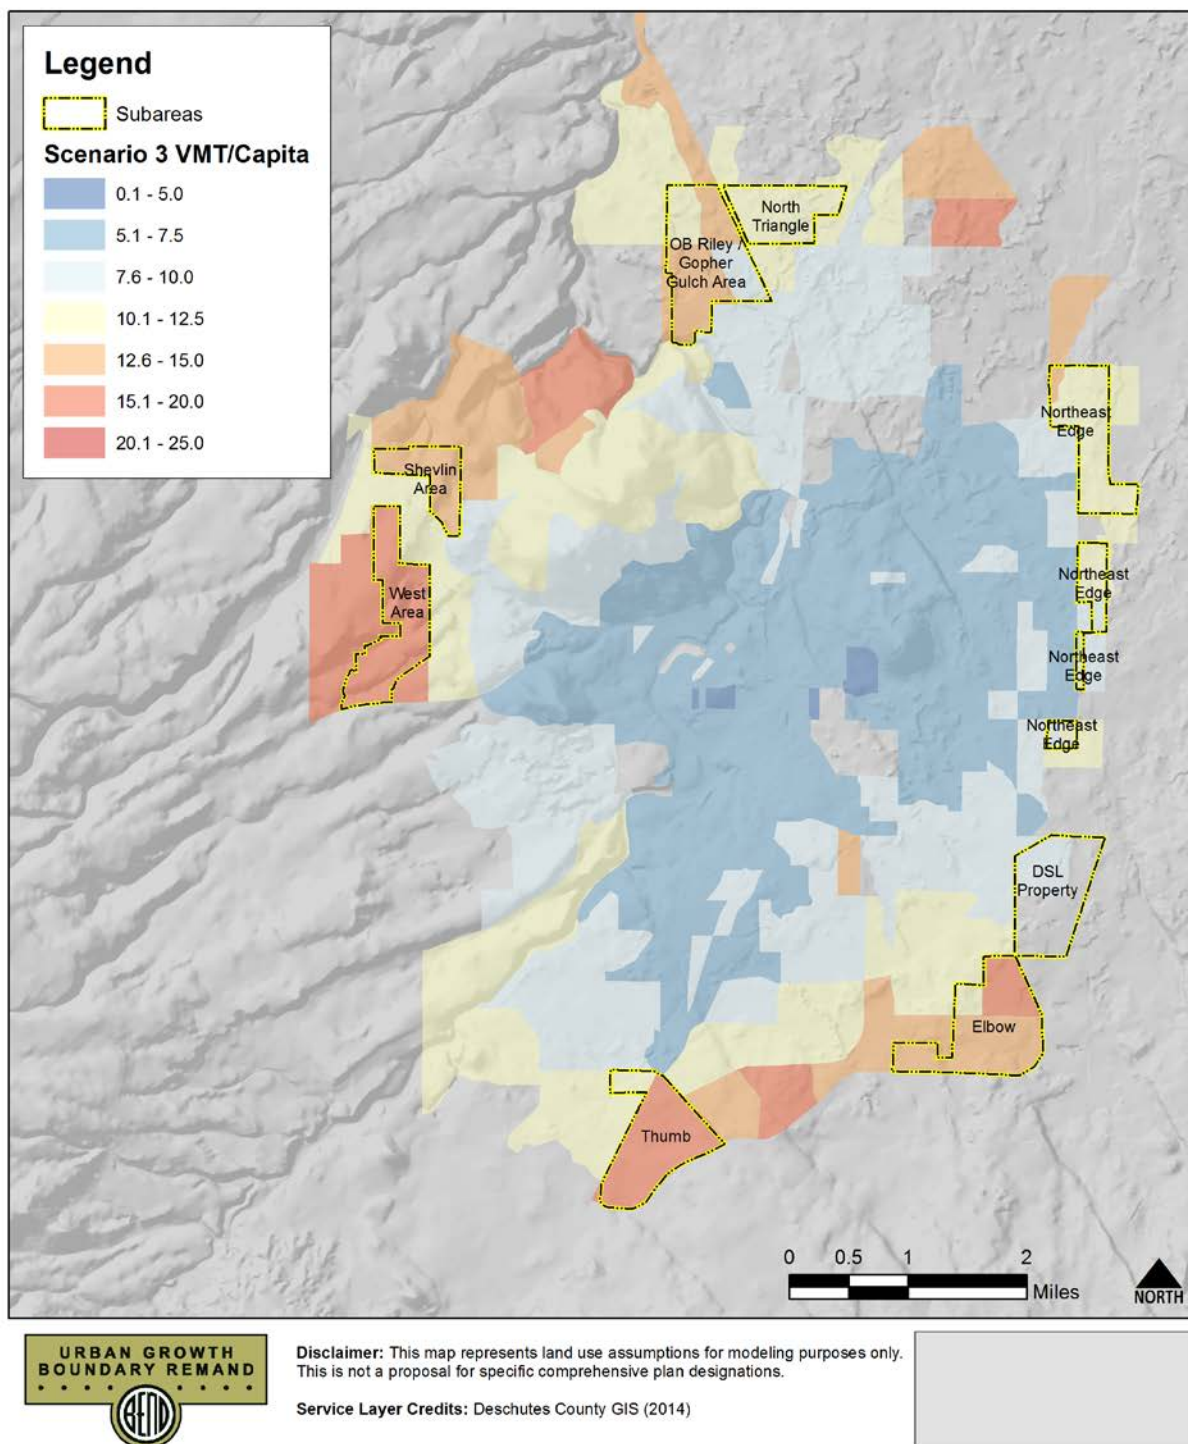 Legend
Subareas
Scenario 3 VMT/Capita
0.1 - 5.0
5.1 - 7.5
7.6 - 10.0
10.1 - 12.5
12.6 - 15.0
15.1 - 20.0
20.1 - 25.0
North
Triangle
OB Riley /
Gopher
Gulch Area
Northeast
Edge
Shevlin
Area
Northeast
Edge
West
Area
Northeast
Edge
Northeast
Edge
DSL
Property
Elbow
Thumb
0 0.5 1 2
Miles
NORTH
URBAN GROWTH
BOUNDARY REMAND
BEND
Disclaimer: This map represents land use assumptions for modeling purposes only.
This is not a proposal for specific comprehensive plan designations.
Service Layer Credits: Deschutes County GIS (2014)